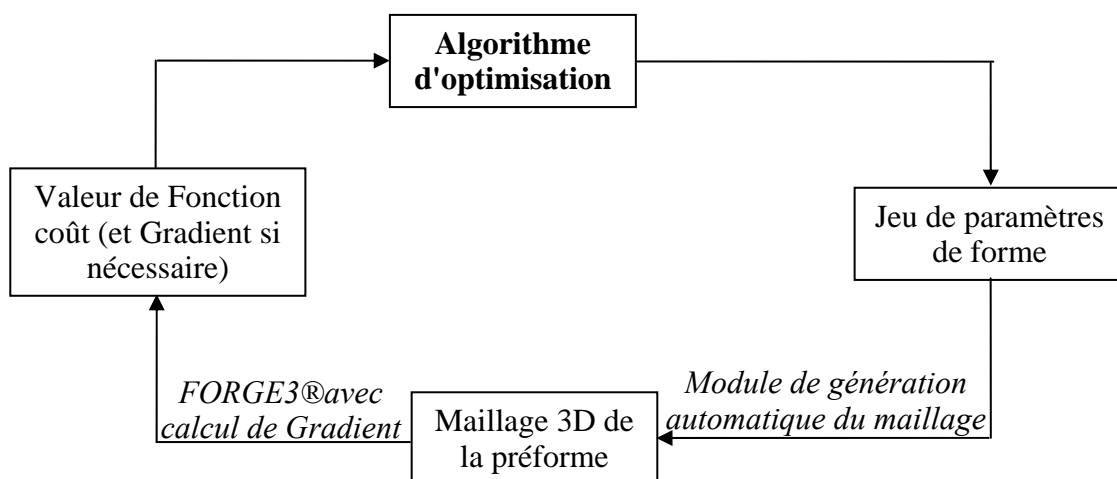 Algorithme
d'optimisation
Valeur de Fonction
coût (et Gradient si
nécessaire)
Jeu de paramètres
de forme
FORGE3®avec
calcul de Gradient
Module de génération
automatique du maillage
Maillage 3D de
la préforme